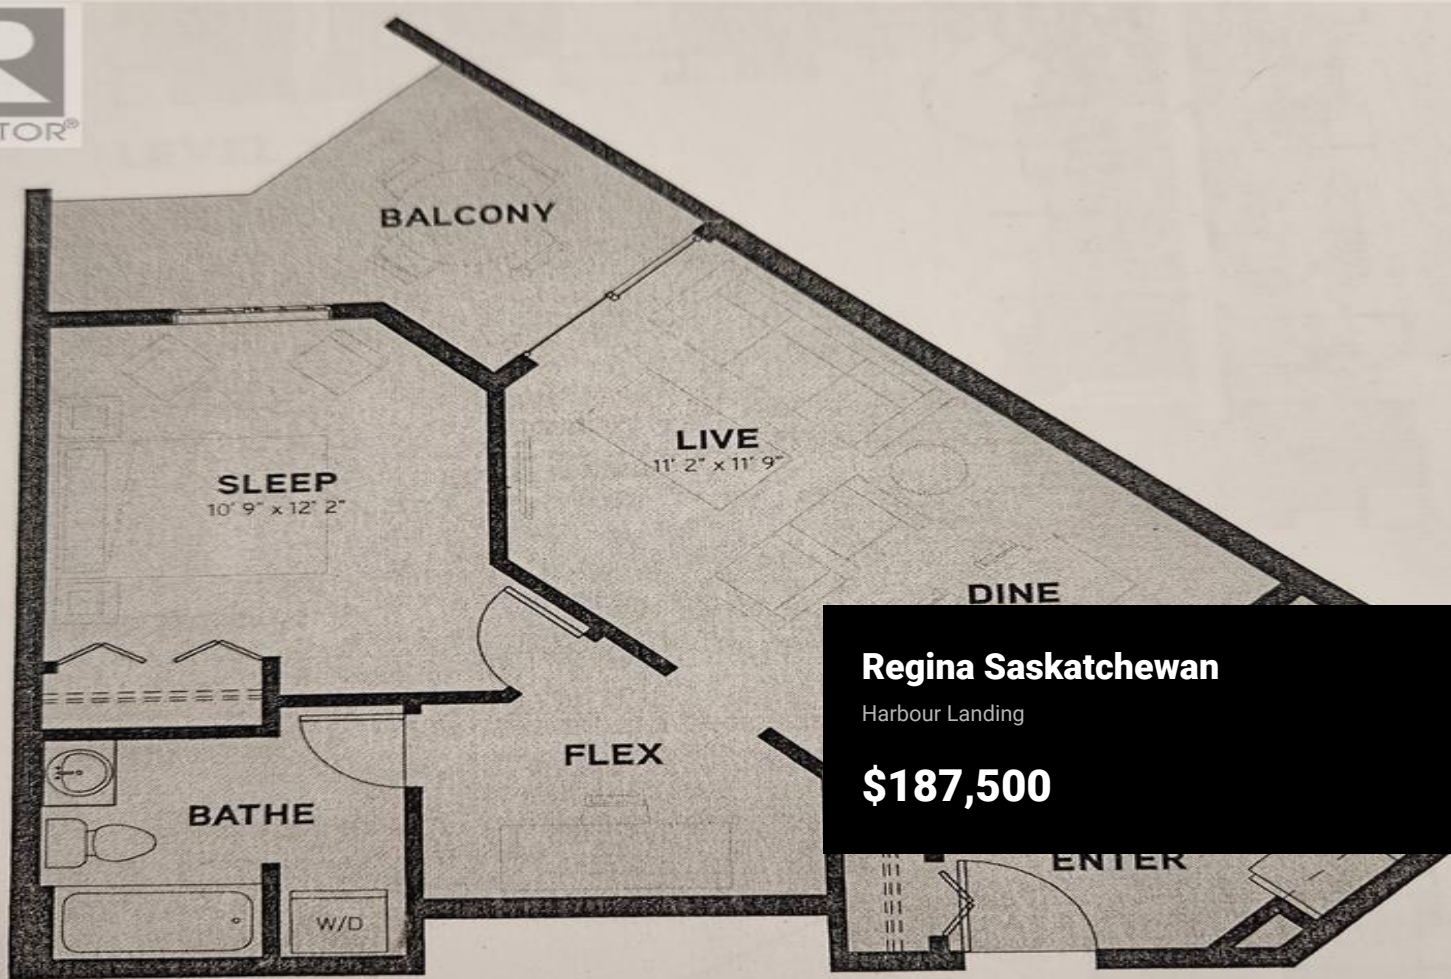 TOR®
BALCONY
LIVE
11' 2" x 11' 9"
SLEEP
10' 9" x 12' 2"
DINE
Regina Saskatchewan
Harbour Landing
$187,500
FLEX
BATHE
ENTER
W/D